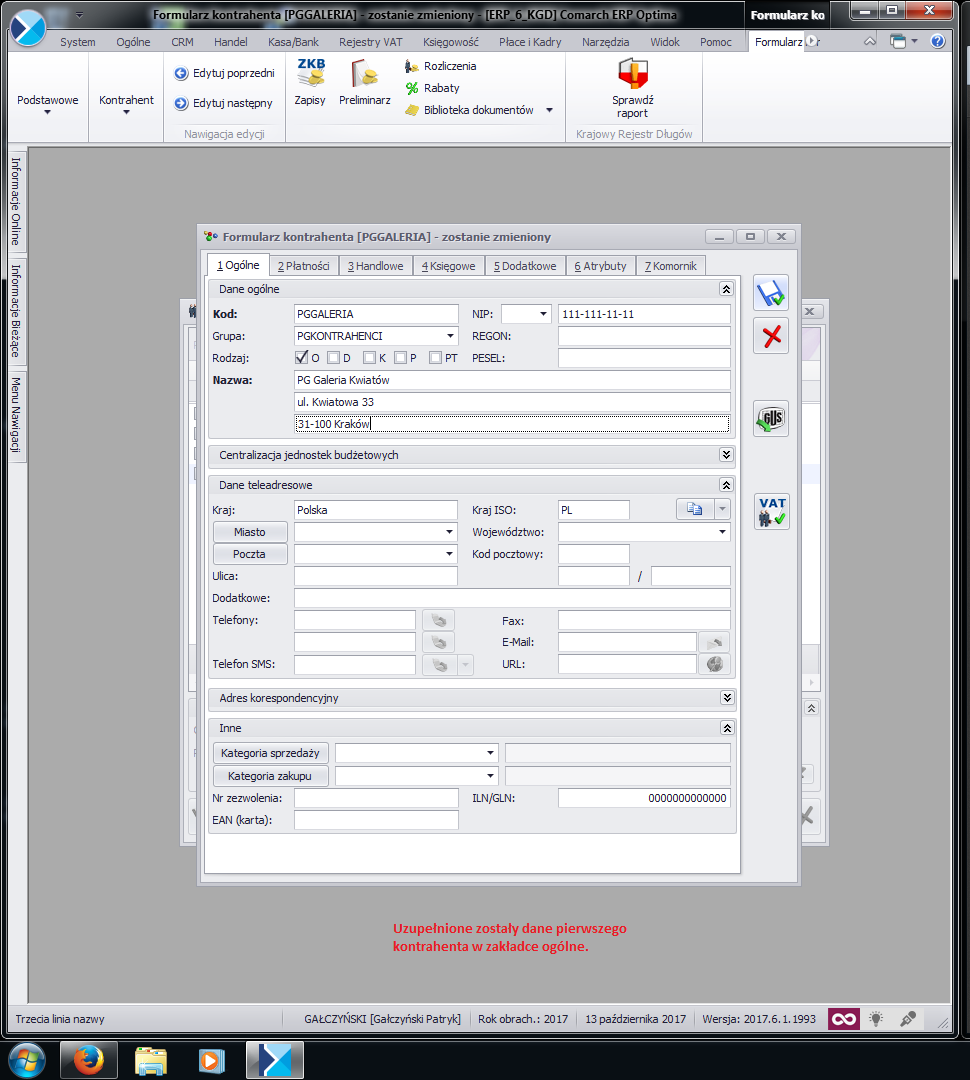 Formularz kontrahenta [PGGALERIA] - zostanie zmieniony - [ERP_6_KGD] Comarch ERP Optima
Formularz ko
System Ogólne CRM Handel Kasa/Bank Rejestry VAT Księgowość Płace i Kadry Narzędzia Widok Pomoc Formularz
Podstawowe
Kontrahent
Edytuj poprzedni
Edytuj następny
Nawigacja edycji
ZKB
Zapisy
Preliminarz
Rozliczenia
Rabaty
Biblioteka dokumentów
Sprawdź
raport
Krajowy Rejestr Długów
Informacje Online
Informacje Bieżące
Menu Nawigacji
Formularz kontrahenta [PGGALERIA] - zostanie zmieniony
1 Ogólne 2 Płatności 3 Handlowe 4 Księgowe 5 Dodatkowe 6 Atrybuty 7 Komornik
Dane ogólne
Kod: PGGALERIA NIP: 111-111-11-11
Grupa: PGKONTRAHENCI REGON:
Rodzaj: O D K P PT PESEL:
Nazwa: PG Galeria Kwiatów
ul. Kwiatowa 33
31-100 Kraków
GUS
VAT
Centralizacja jednostek budżetowych
Dane teleadresowe
Kraj: Polska Kraj ISO: PL
Miasto Województwo:
Poczta Kod pocztowy:
Ulica: /
Dodatkowe:
Telefony: Fax:
E-Mail:
Telefon SMS: URL:
Adres korespondencyjny
Inne
Kategoria sprzedaży
Kategoria zakupu
Nr zezwolenia: ILN/GLN: 0000000000000
EAN (karta):
Uzupełnione zostały dane pierwszego
kontrahenta w zakładce ogólne.
Trzecia linia nazwy GAŁCZYŃSKI [Gałczyński Patryk] Rok obrach.: 2017 13 października 2017 Wersja: 2017.6.1.1993